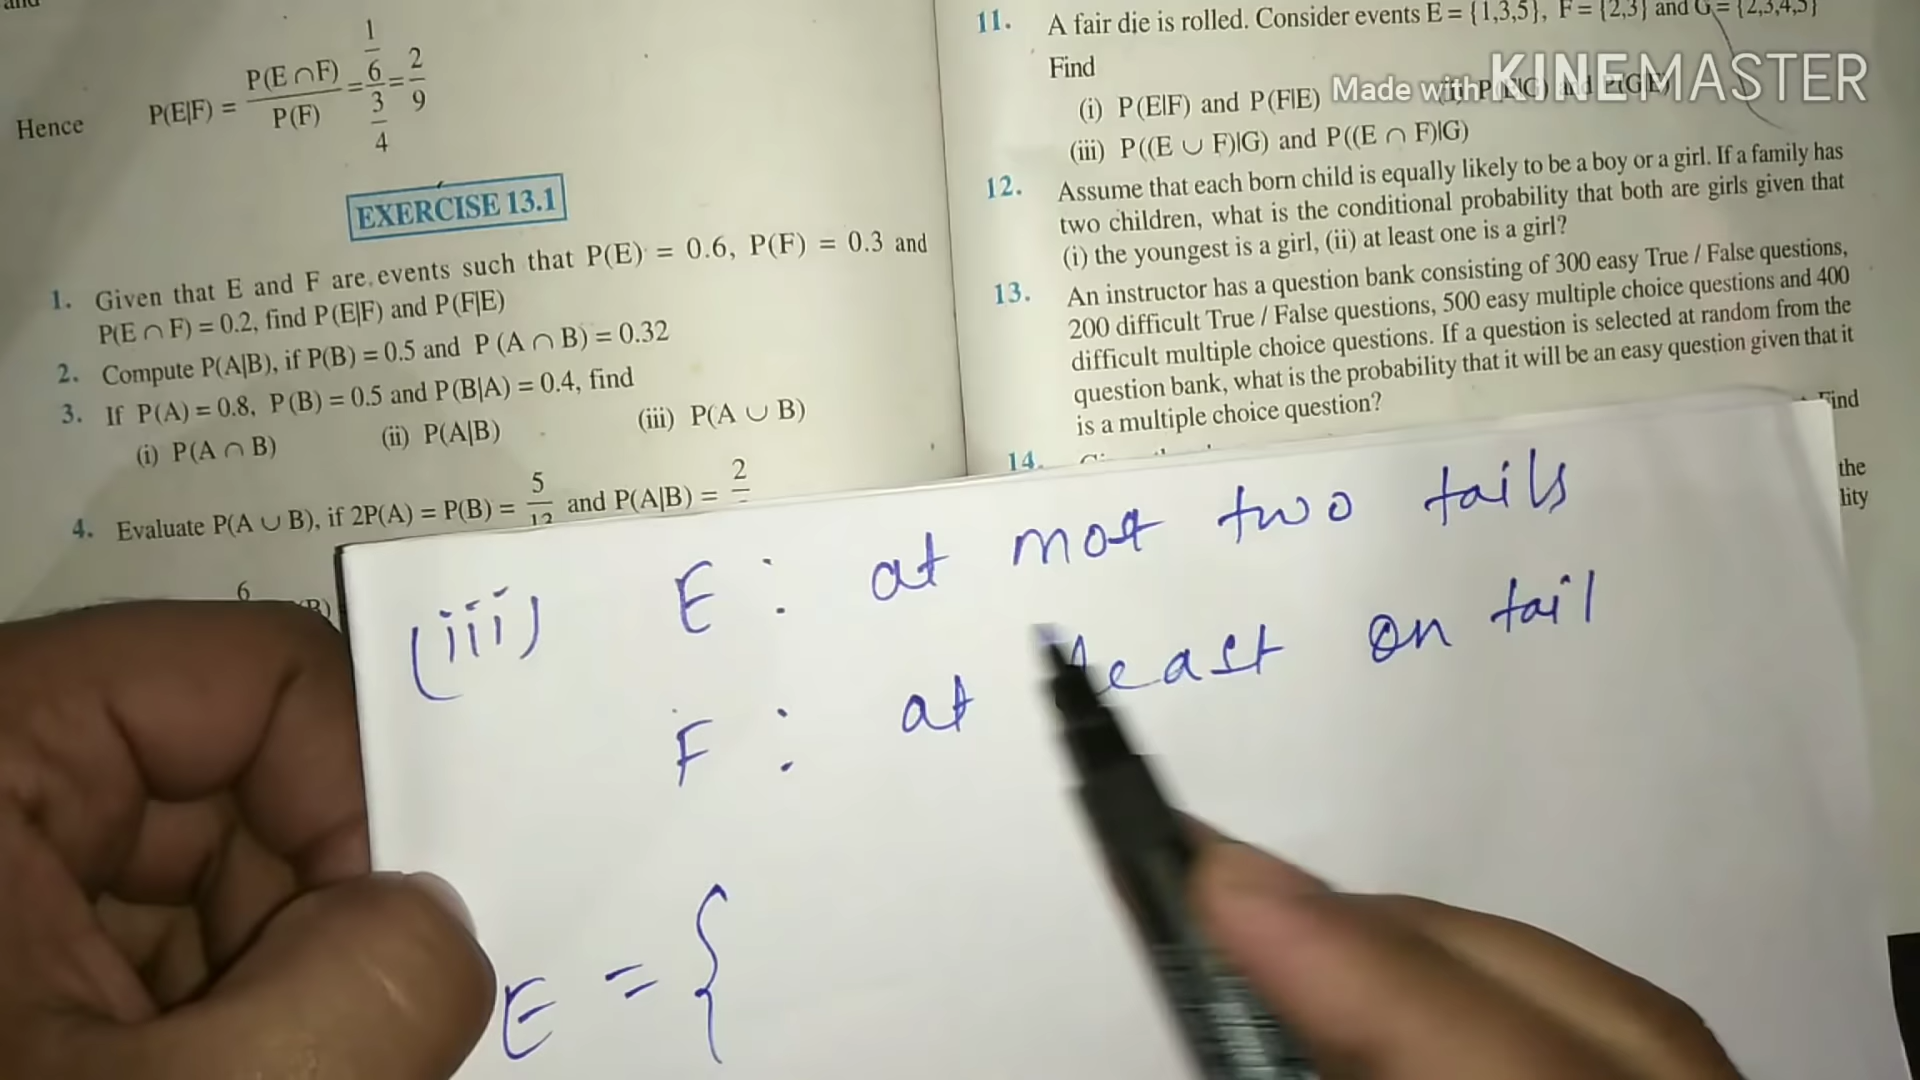 Hence P(E|F) = P(E ∩ F) / P(F) = 1/6 / 3/4 = 2/9
EXERCISE 13.1
1. Given that E and F are events such that P(E) = 0.6, P(F) = 0.3 and
P(E ∩ F) = 0.2, find P(E|F) and P(F|E)
2. Compute P(A|B), if P(B) = 0.5 and P (A ∩ B) = 0.32
3. If P(A) = 0.8, P(B) = 0.5 and P(B|A) = 0.4, find
(i) P(A ∩ B) (ii) P(A|B) (iii) P(A ∪ B)
4. Evaluate P(A ∪ B), if 2P(A) = P(B) = 5/13 and P(A|B) = 2
6
11. A fair die is rolled. Consider events E = {1,3,5}, F = {2,3} and G = {2,3,4,5}
Find
(i) P(E|F) and P(F|E) (ii) P(E|G) and P(G|E)
(iii) P((E ∪ F)|G) and P((E ∩ F)|G)
12. Assume that each born child is equally likely to be a boy or a girl. If a family has
two children, what is the conditional probability that both are girls given that
(i) the youngest is a girl, (ii) at least one is a girl?
13. An instructor has a question bank consisting of 300 easy True / False questions,
200 difficult True / False questions, 500 easy multiple choice questions and 400
difficult multiple choice questions. If a question is selected at random from the
question bank, what is the probability that it will be an easy question given that it
is a multiple choice question?
14.
Find
the
lity
Made with KINEMASTER
(iii) E : at most two tails
F : at least on tail
E = {